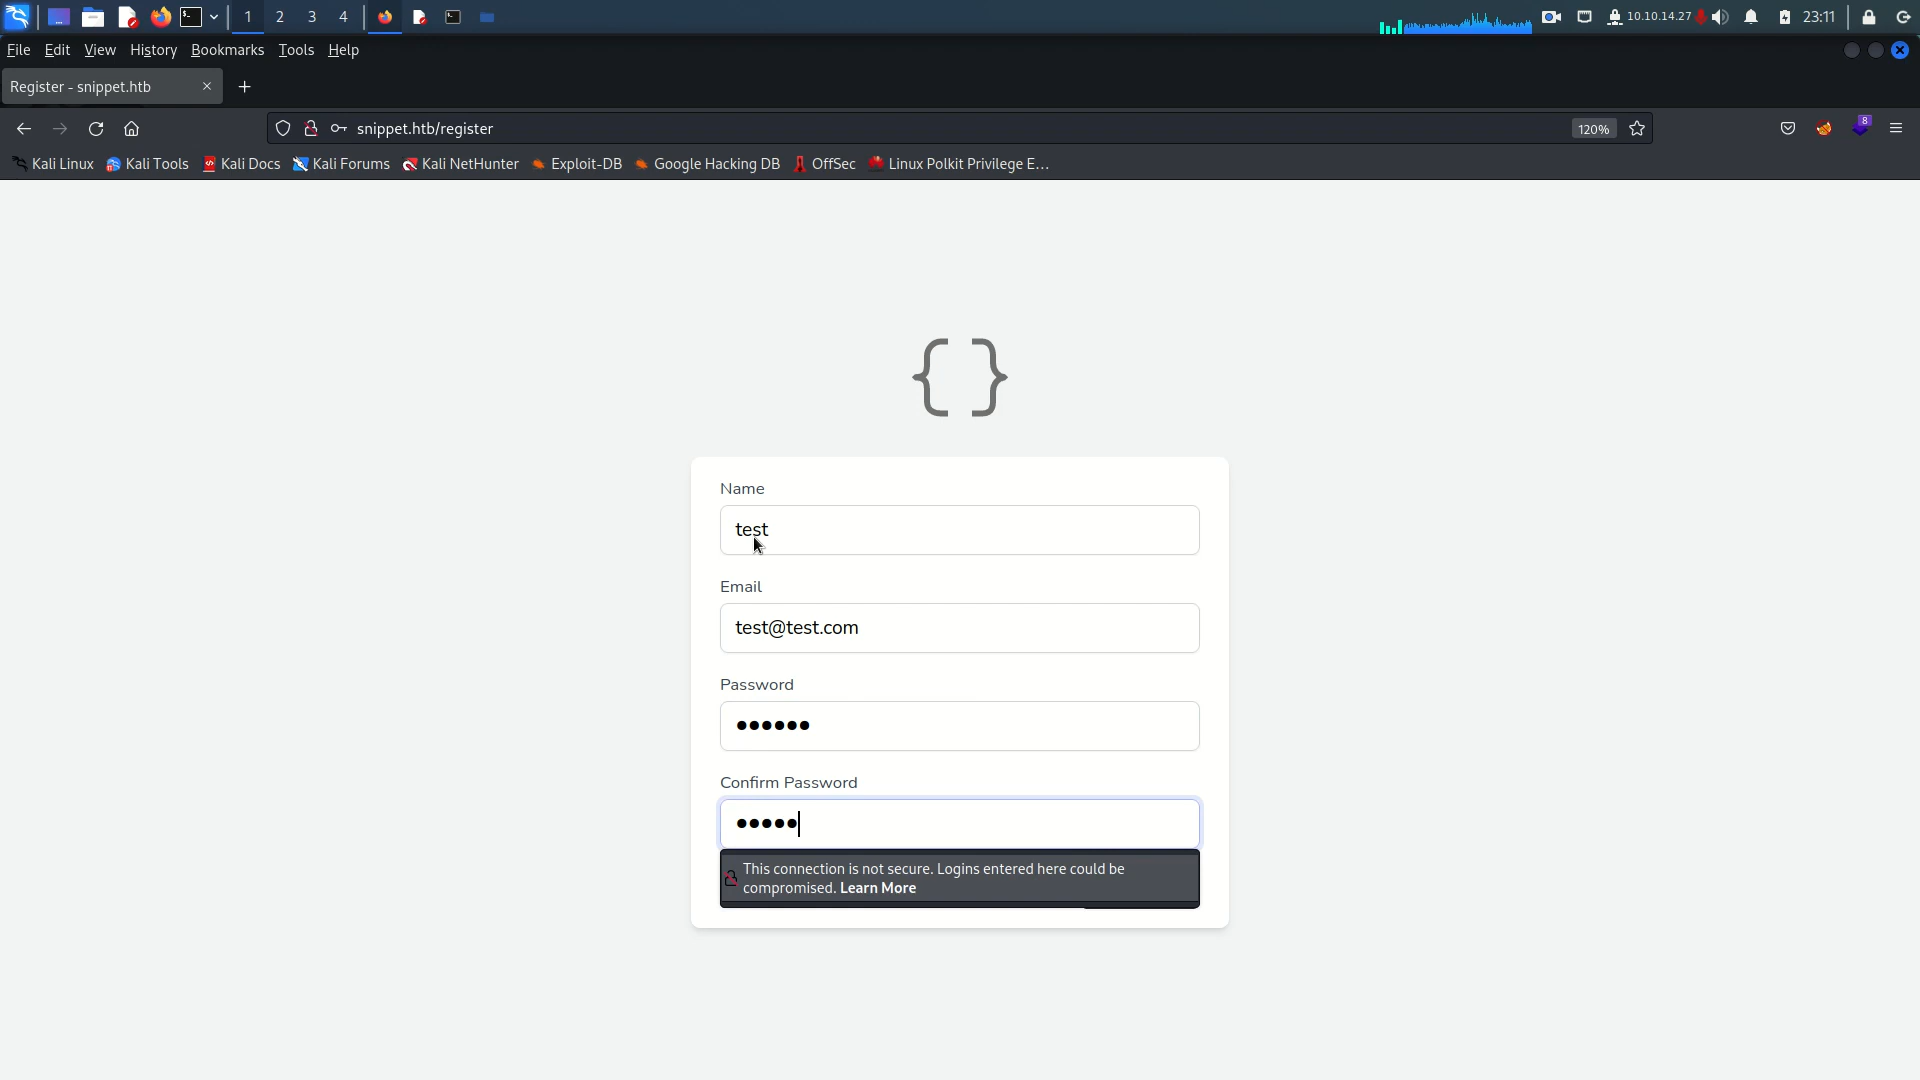 1 2 3 4 10.10.14.27 23:11
File Edit View History Bookmarks Tools Help
Register - snippet.htb
snippet.htb/register 120% 8
Kali Linux Kali Tools Kali Docs Kali Forums Kali NetHunter Exploit-DB Google Hacking DB OffSec Linux Polkit Privilege E…
{ }
Name
test
Email
test@test.com
Password
●●●●●●
Confirm Password
●●●●●
This connection is not secure. Logins entered here could be
compromised. Learn More